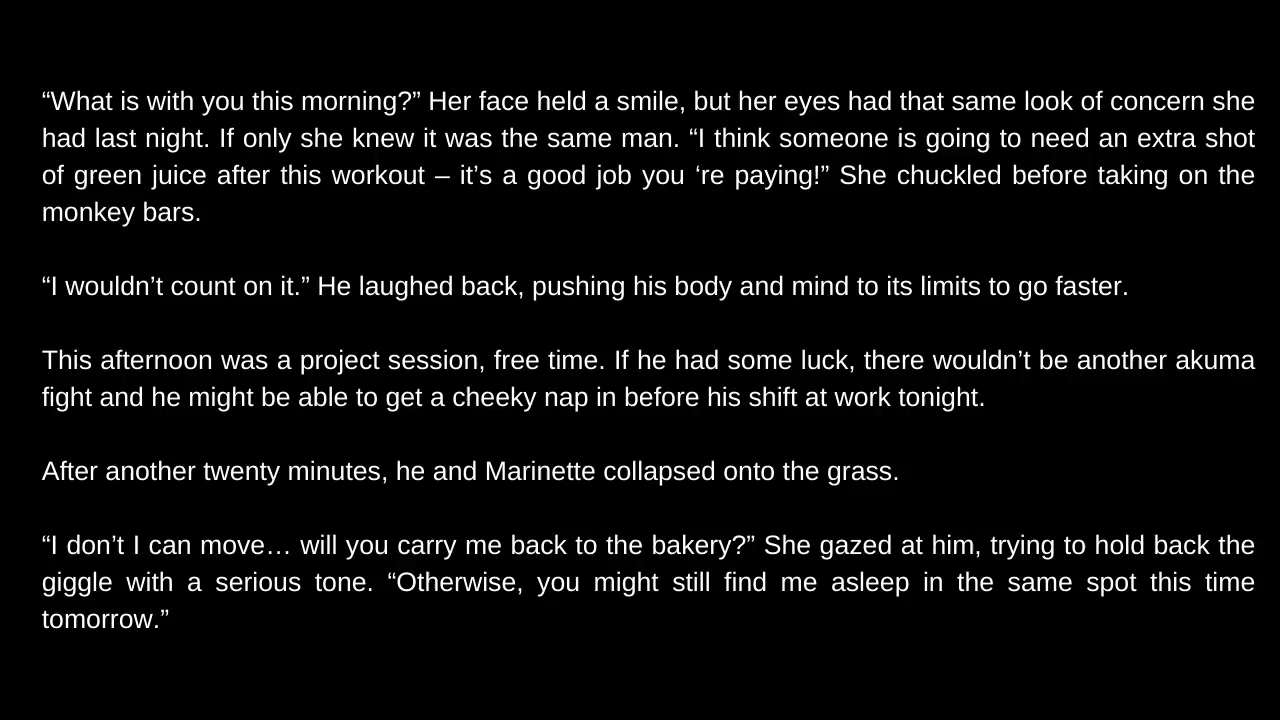 “What is with you this morning?” Her face held a smile, but her eyes had that same look of concern she
had last night. If only she knew it was the same man. “I think someone is going to need an extra shot
of green juice after this workout – it’s a good job you ‘re paying!” She chuckled before taking on the
monkey bars.
“I wouldn’t count on it.” He laughed back, pushing his body and mind to its limits to go faster.
This afternoon was a project session, free time. If he had some luck, there wouldn’t be another akuma
fight and he might be able to get a cheeky nap in before his shift at work tonight.
After another twenty minutes, he and Marinette collapsed onto the grass.
“I don’t I can move… will you carry me back to the bakery?” She gazed at him, trying to hold back the
giggle with a serious tone. “Otherwise, you might still find me asleep in the same spot this time
tomorrow.”